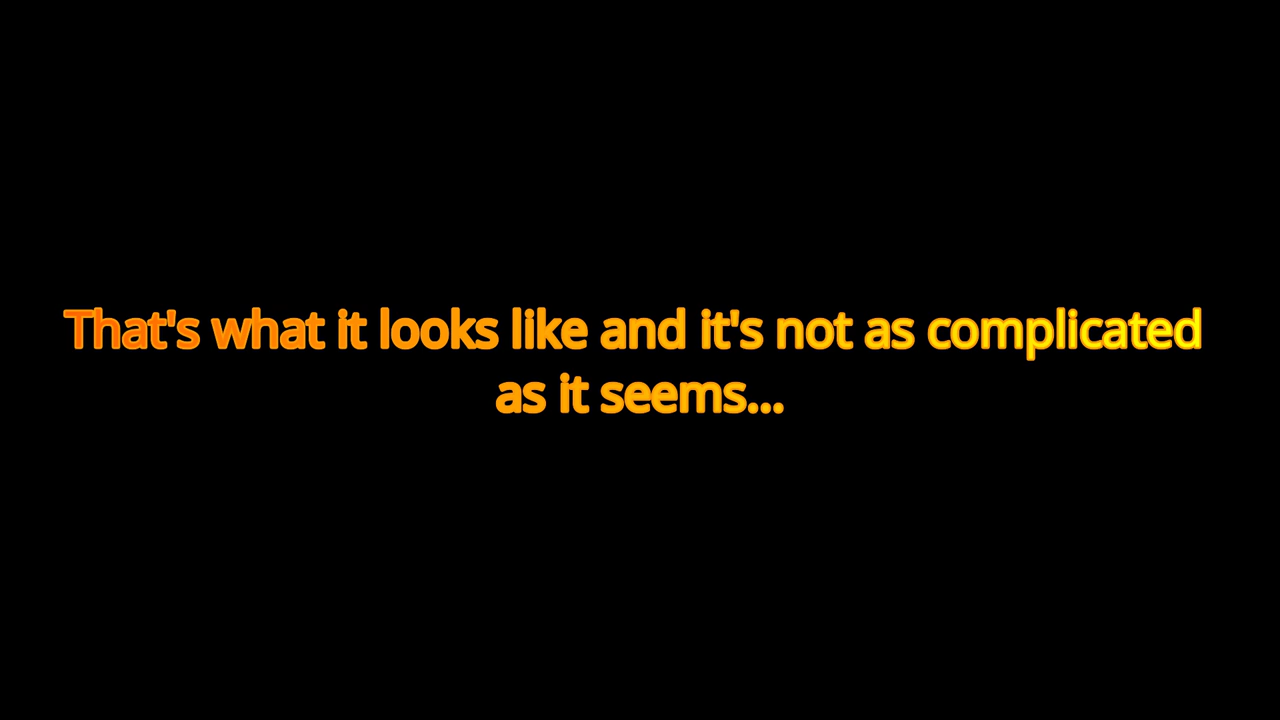 That's what it looks like and it's not as complicated
as it seems...